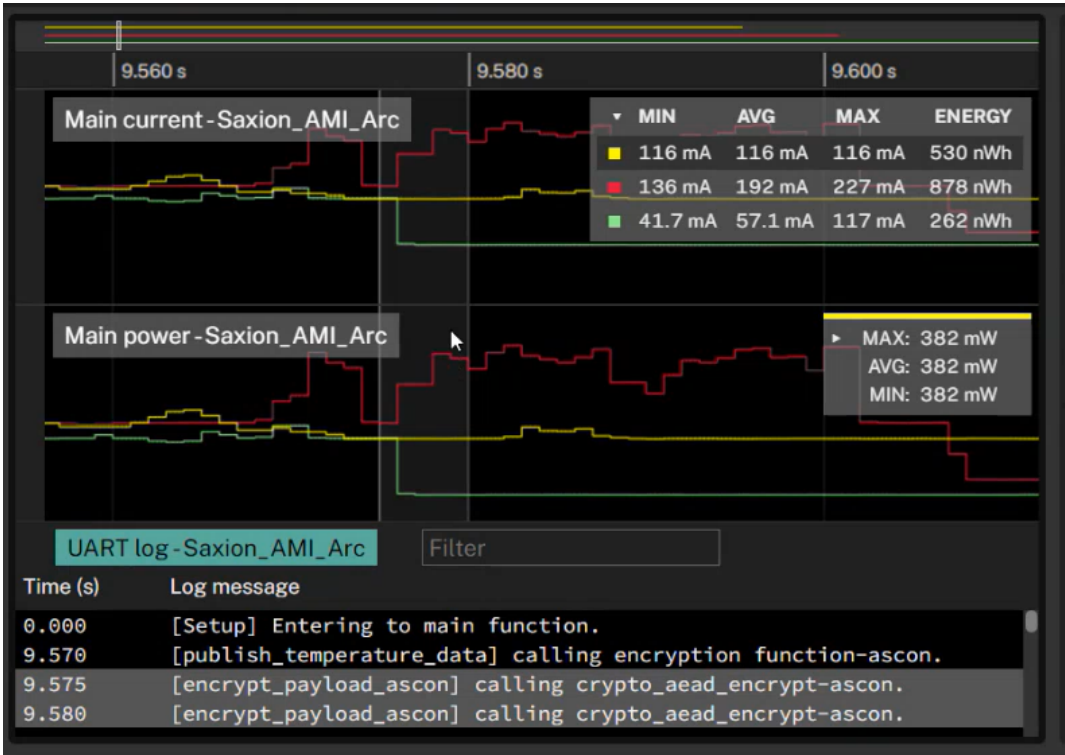 9.560 s 9.580 s 9.600 s
Main current - Saxion_AMI_Arc
▾ MIN AVG MAX ENERGY
116 mA 116 mA 116 mA 530 nWh
136 mA 192 mA 227 mA 878 nWh
41.7 mA 57.1 mA 117 mA 262 nWh
Main power - Saxion_AMI_Arc
▸ MAX: 382 mW
AVG: 382 mW
MIN: 382 mW
UART log - Saxion_AMI_Arc Filter
Time (s) Log message
0.000 [Setup] Entering to main function.
9.570 [publish_temperature_data] calling encryption function-ascon.
9.575 [encrypt_payload_ascon] calling crypto_aead_encrypt-ascon.
9.580 [encrypt_payload_ascon] calling crypto_aead_encrypt-ascon.